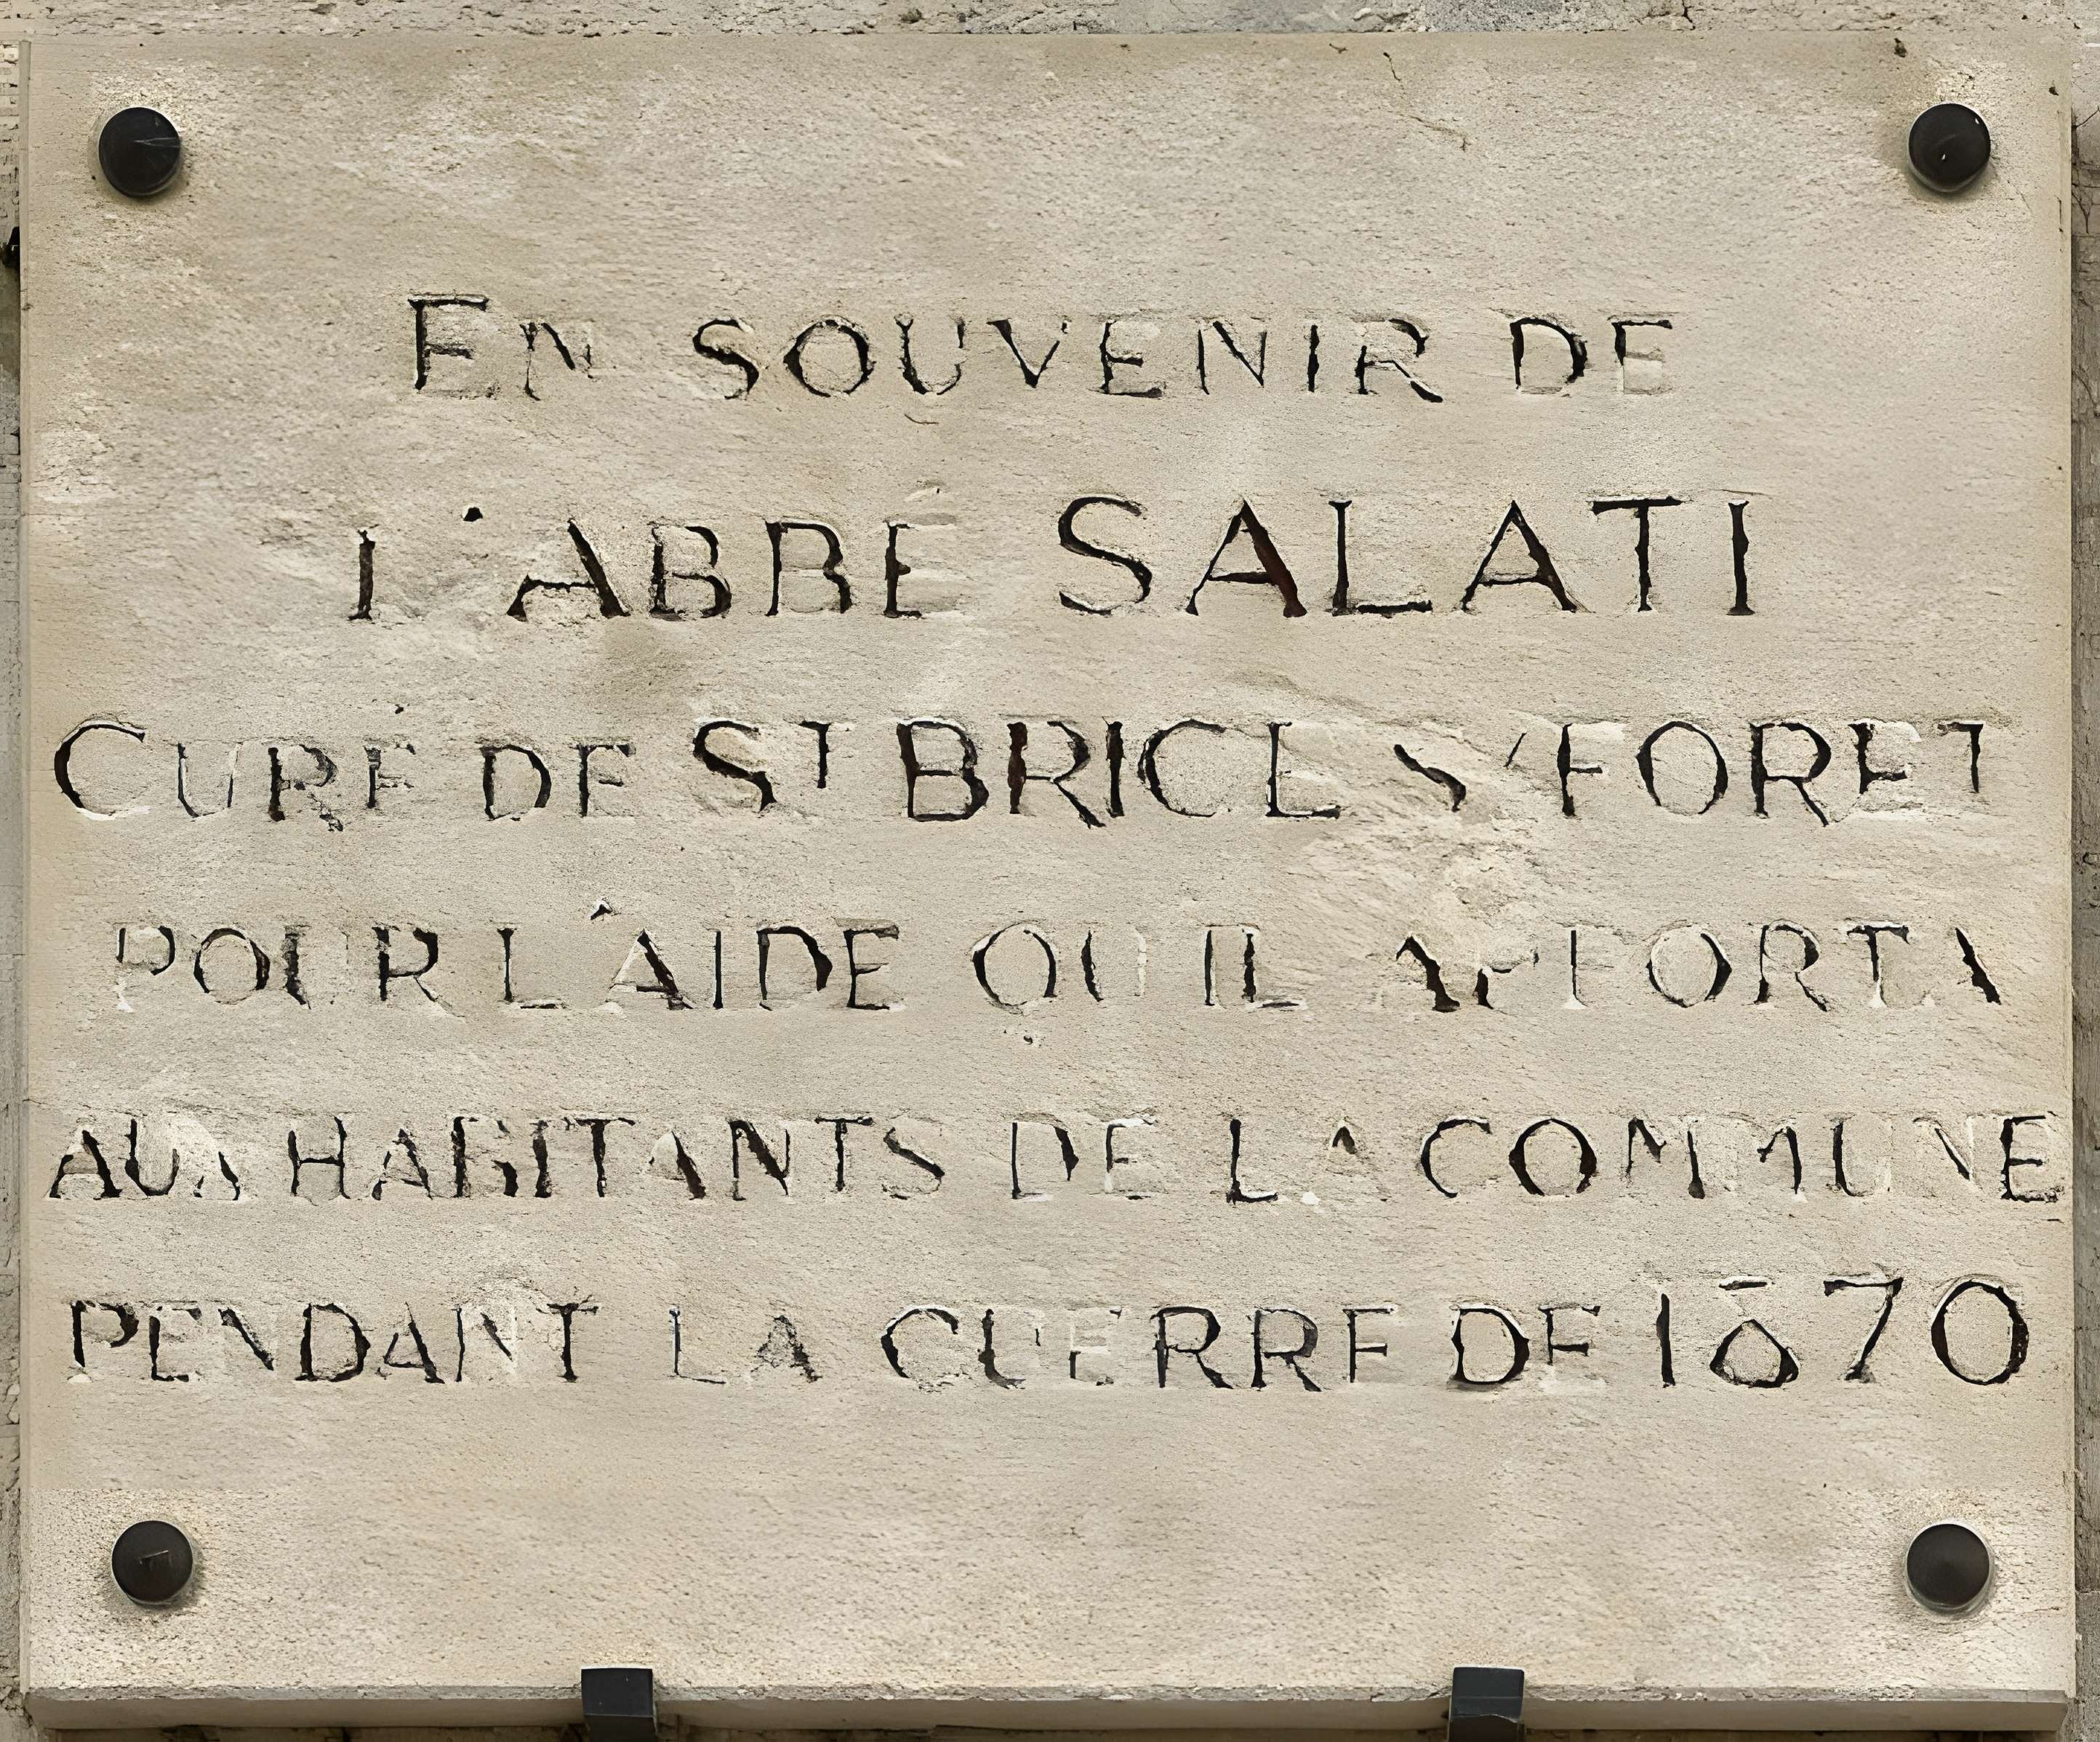 EN SOUVENIR DE
L'ABBÉ SALATI
CURÉ DE ST BRICE S/FORET
POUR L'AIDE QU'IL APPORTA
AUX HABITANTS DE LA COMMUNE
PENDANT LA GUERRE DE 1870